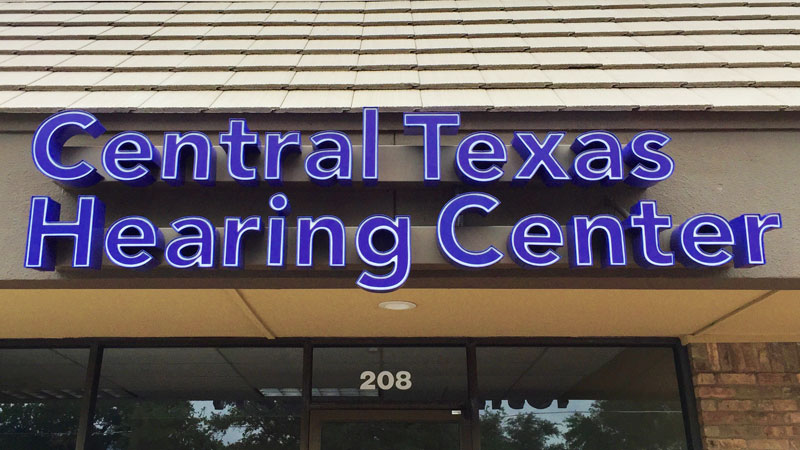 Central Texas
Hearing Center
208